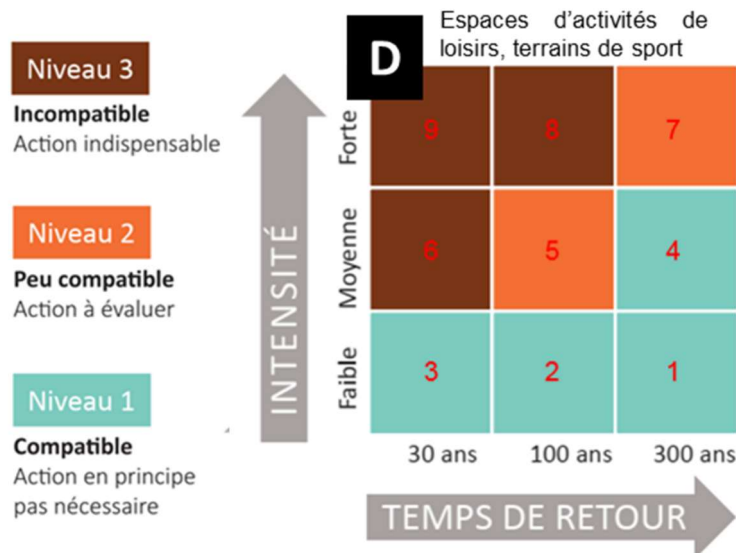 Niveau 3
Incompatible
Action indispensable
Niveau 2
Peu compatible
Action à évaluer
Niveau 1
Compatible
Action en principe
pas nécessaire
INTENSITÉ
D
Espaces d’activités de
loisirs, terrains de sport
Forte
9 8 7
Moyenne
6 5 4
Faible
3 2 1
30 ans 100 ans 300 ans
TEMPS DE RETOUR